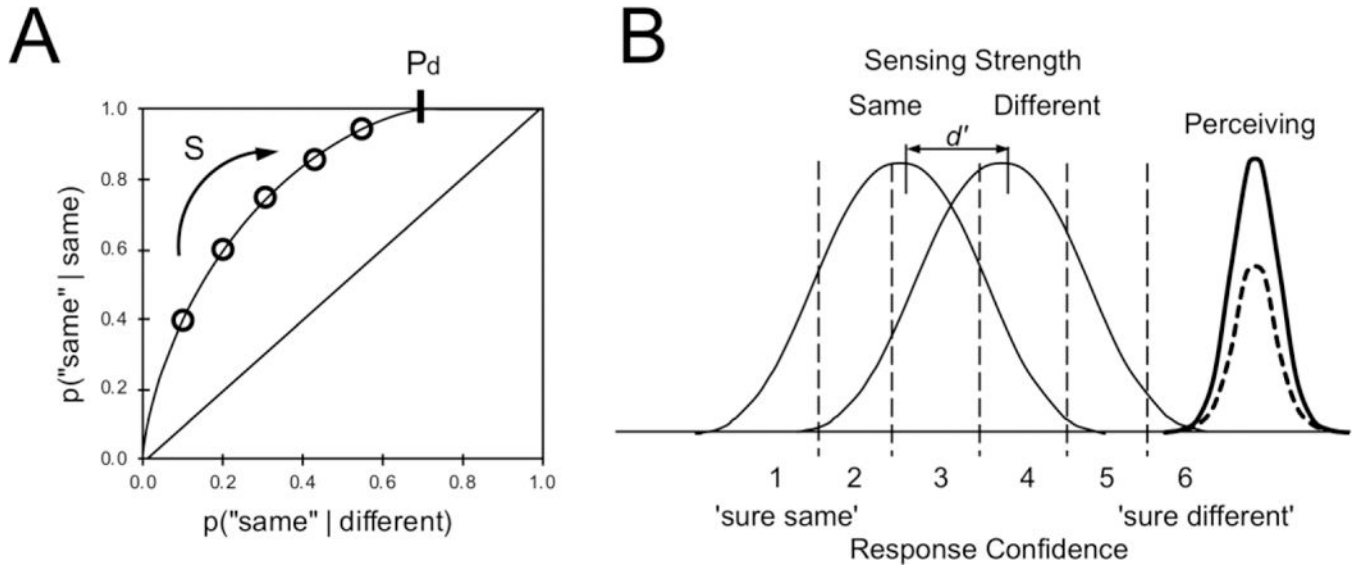 A
Pd
1.0
0.8
0.6
0.4
0.2
0.0
S
p("same" | same)
0.0 0.2 0.4 0.6 0.8 1.0
p("same" | different)
B
Sensing Strength
Same Different
d'
Perceiving
1 2 3 4 5 6
'sure same' 'sure different'
Response Confidence